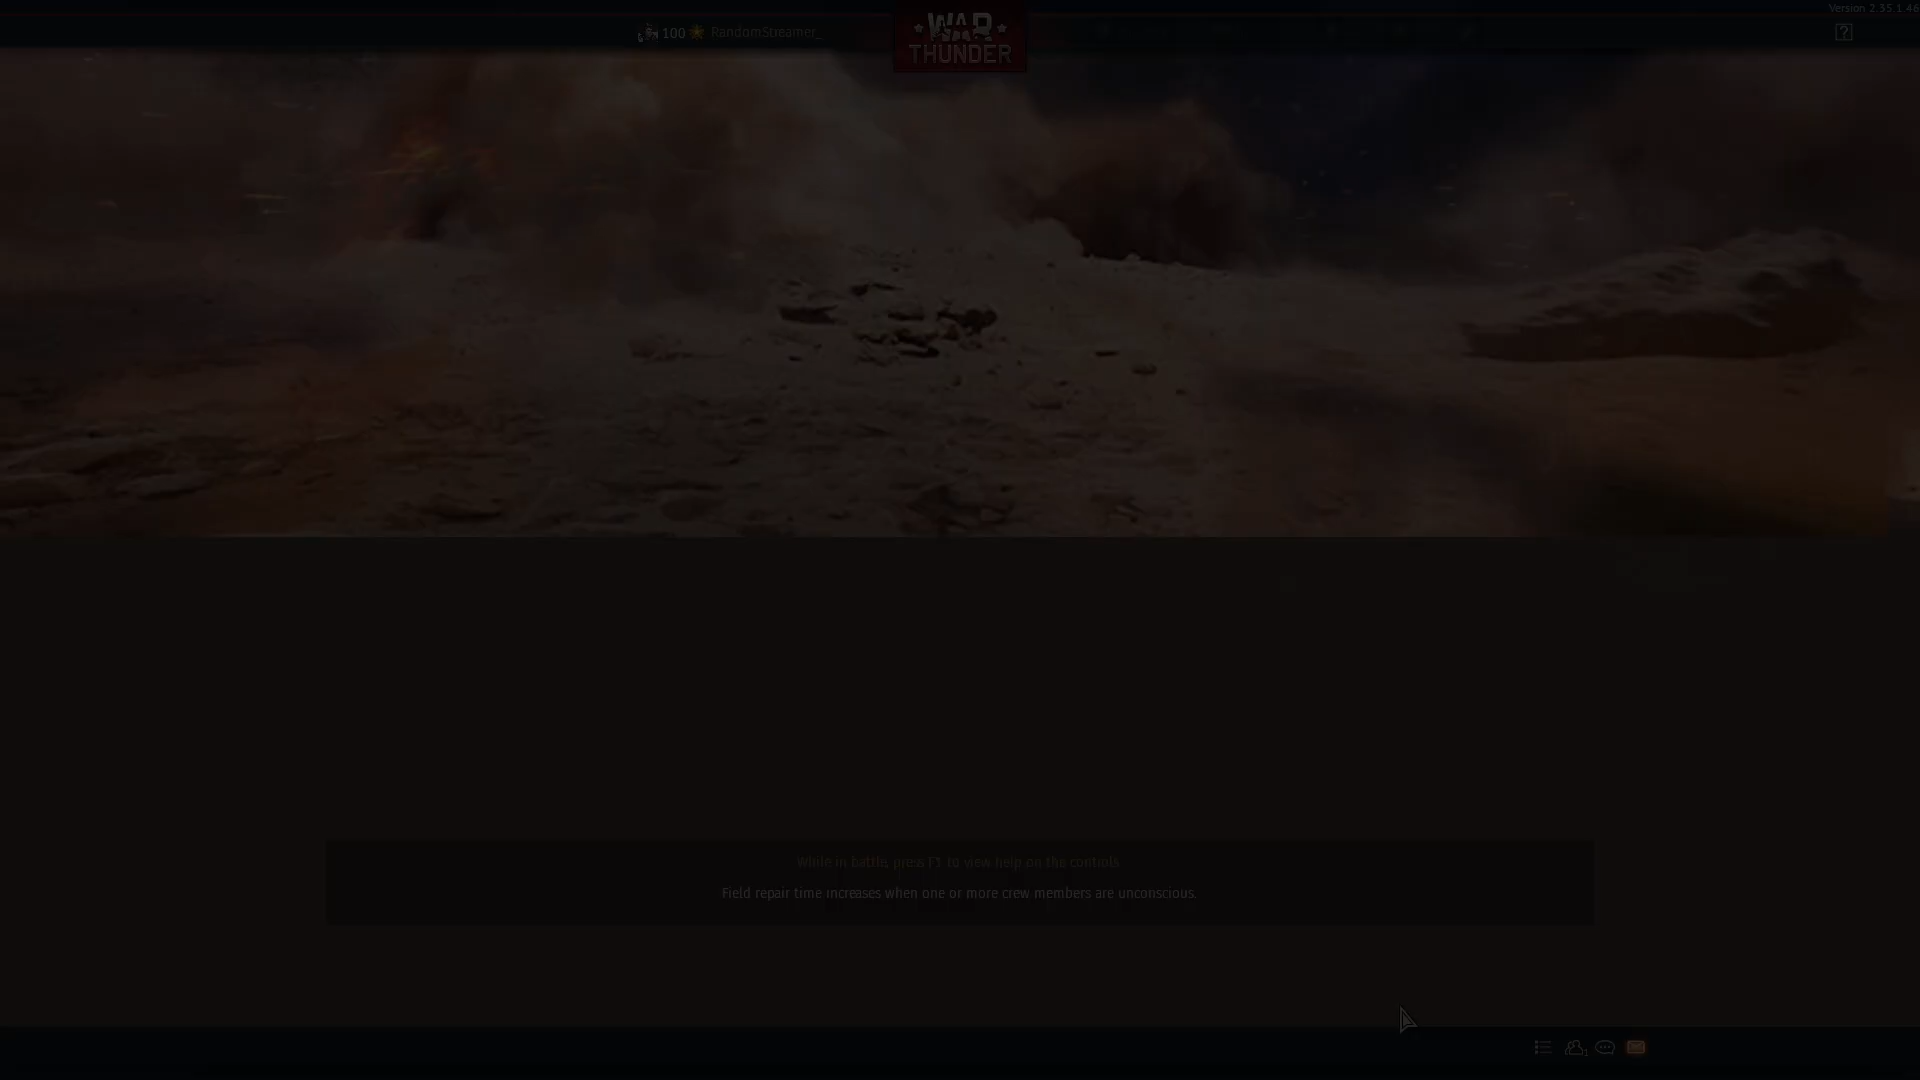 Version 2.35.1.46
100 RandomStreamer_
WAR
THUNDER
?
While in battle, press F1 to view help on the controls
Field repair time increases when one or more crew members are unconscious.
1